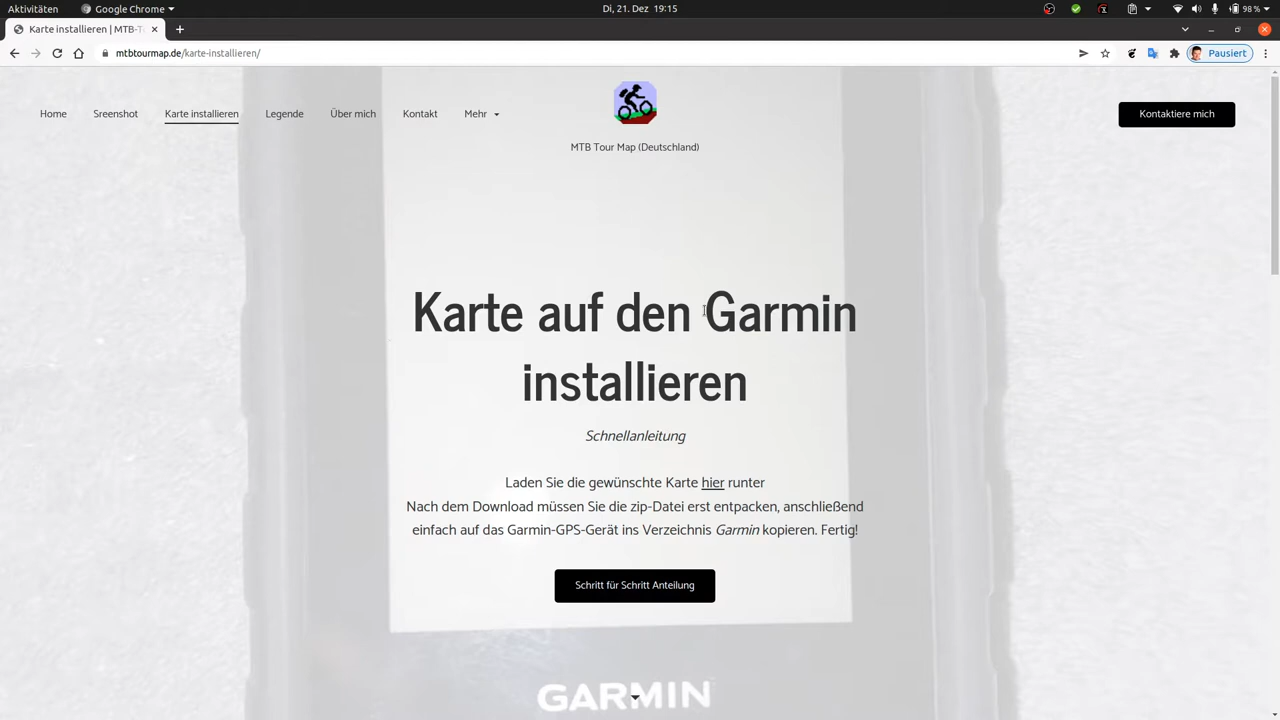 Aktivitäten
Google Chrome
Di, 21. Dez 19:15
98 %
Karte installieren | MTB-T
mtbtourmap.de/karte-installieren/
Pausiert
Home
Sreenshot
Karte installieren
Legende
Über mich
Kontakt
Mehr
Kontaktiere mich
MTB Tour Map (Deutschland)
Karte auf den Garmin
installieren
Schnellanleitung
Laden Sie die gewünschte Karte hier runter
Nach dem Download müssen Sie die zip-Datei erst entpacken, anschließend
einfach auf das Garmin-GPS-Gerät ins Verzeichnis Garmin kopieren. Fertig!
Schritt für Schritt Anteilung
GARMIN